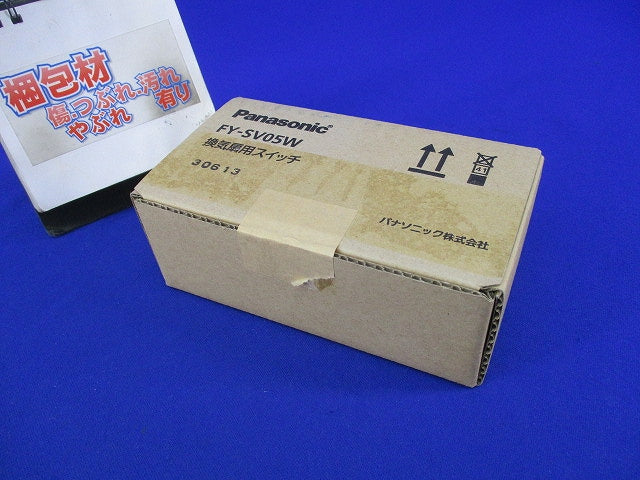 梱包材
傷.つぶれ.汚れ
やぶれ 有り
Panasonic
FY-SV05W
換気扇用スイッチ
30613
41
パナソニック株式会社